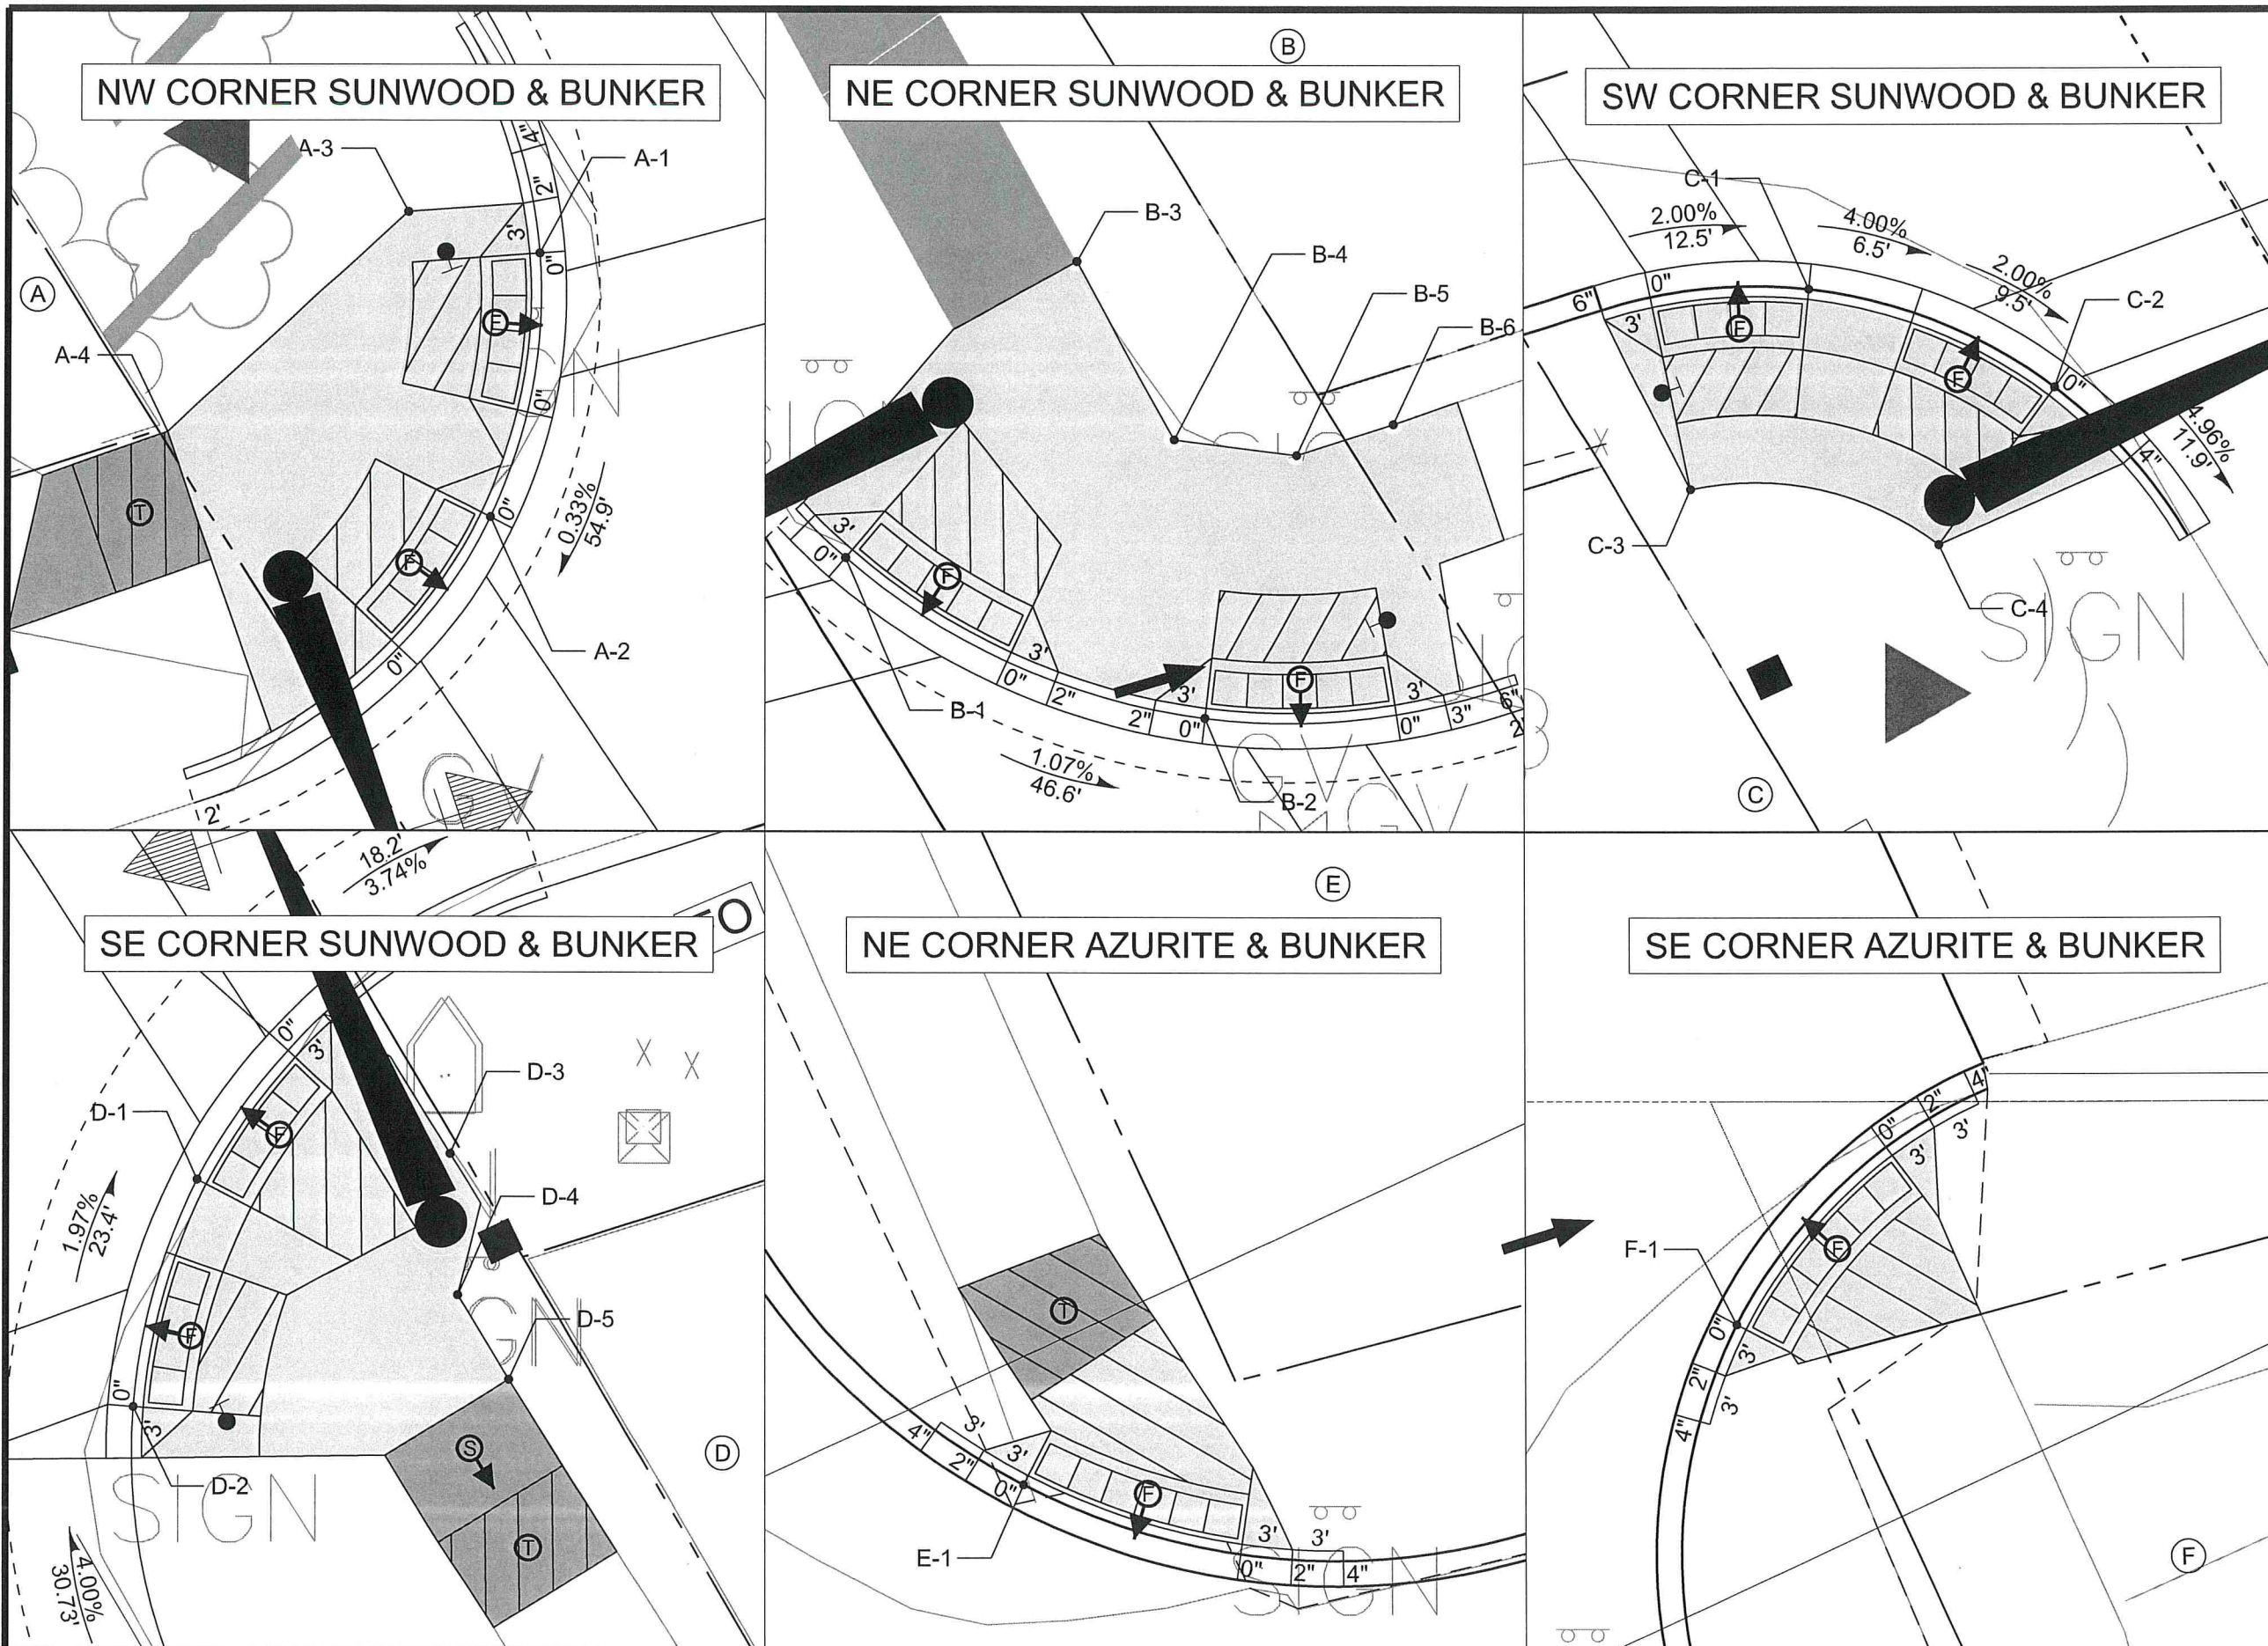 NW CORNER SUNWOOD & BUNKER
A-3
4"
A-1
2"
3'
0"
A
E
0"
A-4
T
0"
0.33%
54.9'
F
A-2
0"
2'
B
NE CORNER SUNWOOD & BUNKER
B-3
B-4
B-5
B-6
SIGN
3'
0"
F
3'
0"
2"
B-1
3'
2"
0"
F
3'
0"
3"
6"
2'
1.07%
46.6'
B-2
GV
MGV
SW CORNER SUNWOOD & BUNKER
C-1
2.00%
12.5'
4.00%
6.5'
2.00%
9.5'
C-2
6"
0"
3'
F
F
0"
4.96%
11.9'
4"
X
C-3
C-4
SIGN
C
18.2'
3.74%
SE CORNER SUNWOOD & BUNKER
0"
3'
X
X
D-3
D-1
F
D-4
1.97%
23.4'
D-5
F
0"
3'
S
D
D-2
SIGN
T
4.00%
30.73'
E
NE CORNER AZURITE & BUNKER
T
4"
3'
3'
2"
0"
F
E-1
3'
3'
0"
2"
4"
SIGN
SE CORNER AZURITE & BUNKER
4"
2"
0"
3'
3'
F-1
F
0"
3'
2"
3'
4"
F